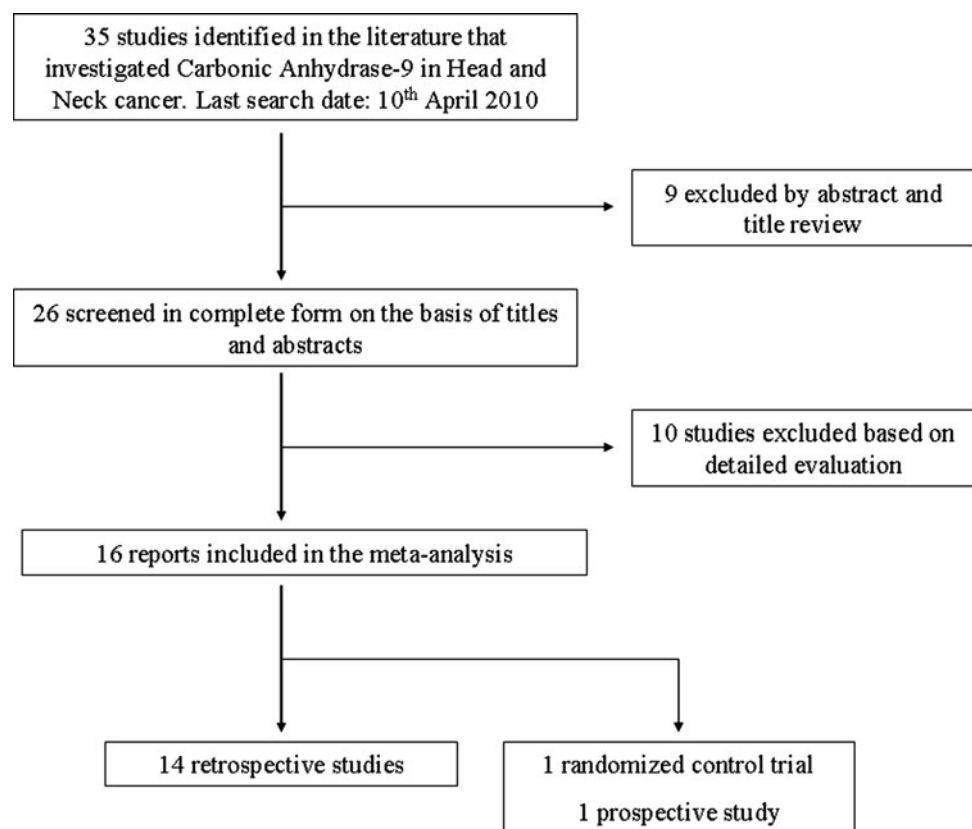 35 studies identified in the literature that
investigated Carbonic Anhydrase-9 in Head and
Neck cancer. Last search date: 10th April 2010
9 excluded by abstract and
title review
26 screened in complete form on the basis of titles
and abstracts
10 studies excluded based on
detailed evaluation
16 reports included in the meta-analysis
14 retrospective studies
1 randomized control trial
1 prospective study